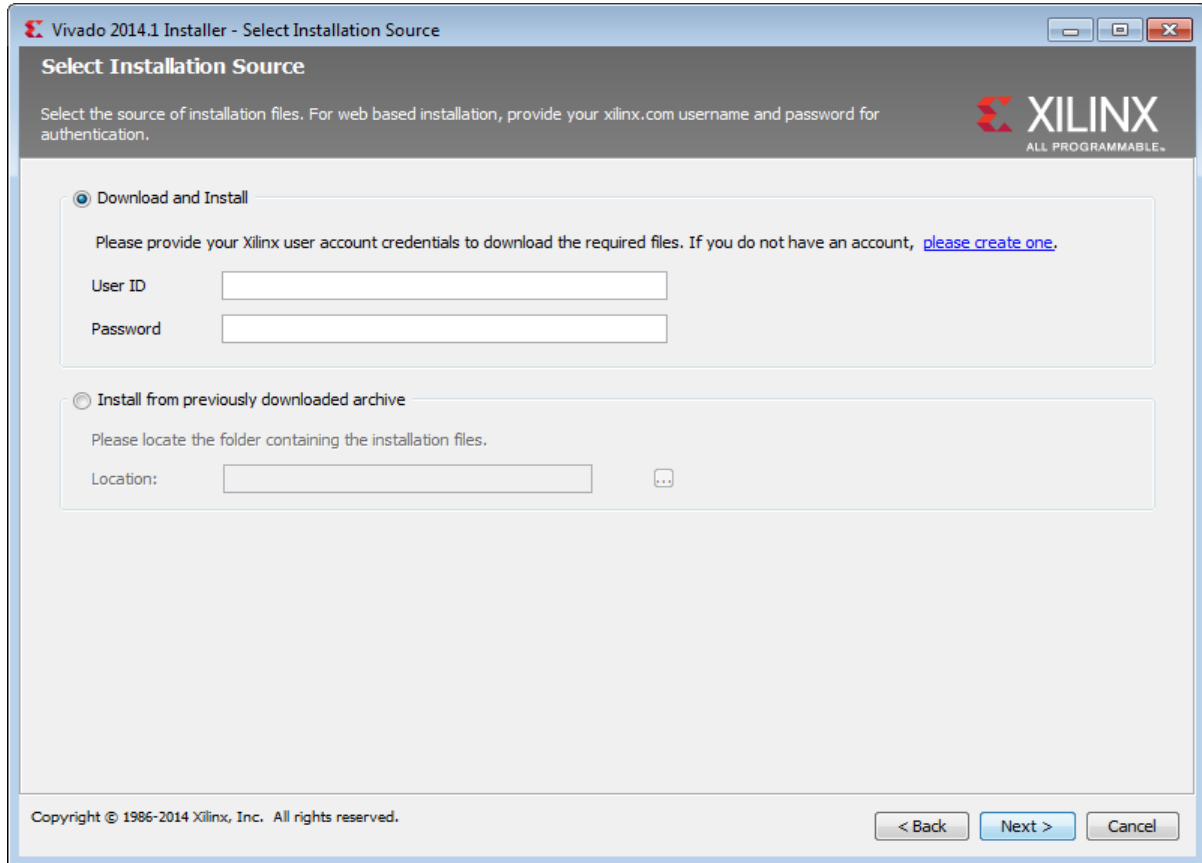 Vivado 2014.1 Installer - Select Installation Source
Select Installation Source
Select the source of installation files. For web based installation, provide your xilinx.com username and password for
authentication.
XILINX
ALL PROGRAMMABLE™
Download and Install
Please provide your Xilinx user account credentials to download the required files. If you do not have an account, please create one.
User ID
Password
Install from previously downloaded archive
Please locate the folder containing the installation files.
Location:
...
Copyright © 1986-2014 Xilinx, Inc. All rights reserved.
< Back Next > Cancel